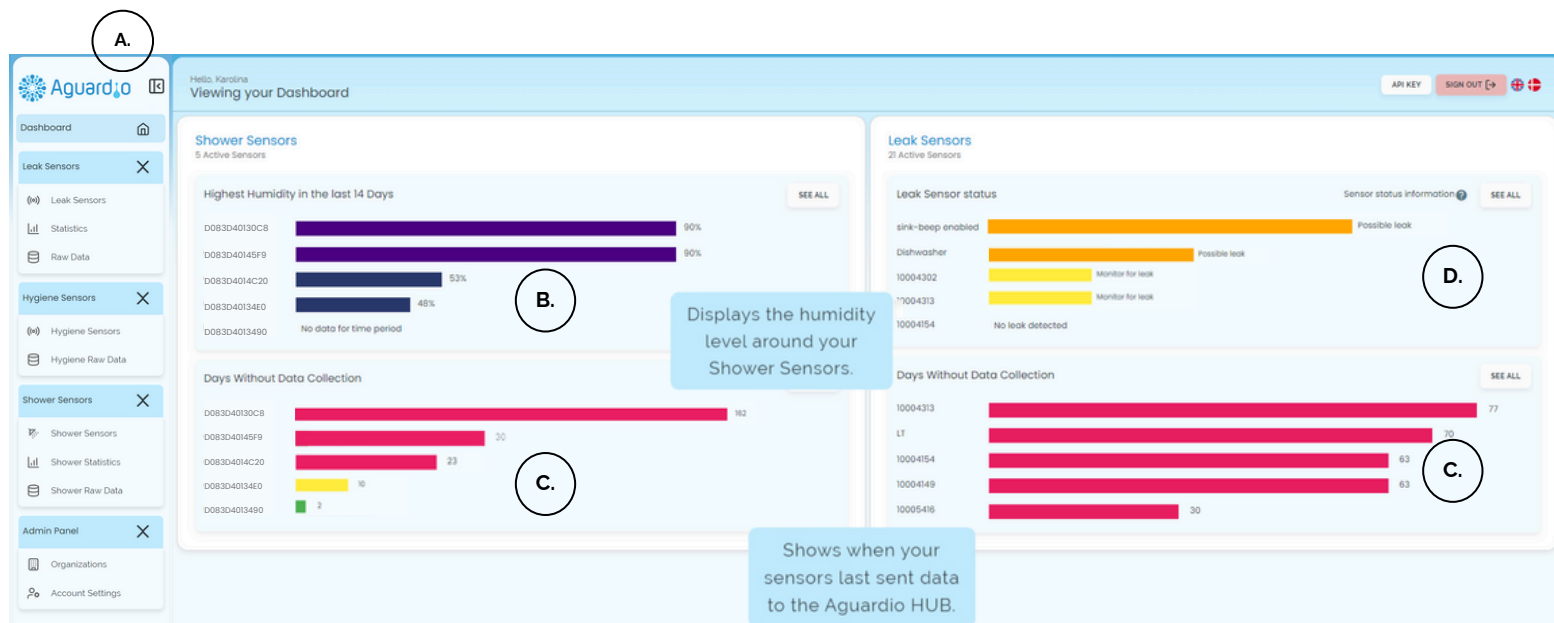 A.
Aguardio
Dashboard
Leak Sensors
Leak Sensors
Statistics
Raw Data
Hygiene Sensors
Hygiene Sensors
Hygiene Raw Data
Shower Sensors
Shower Sensors
Shower Statistics
Shower Raw Data
Admin Panel
Organizations
Account Settings
Hello, Karolina
Viewing your Dashboard
API KEY
SIGN OUT
Shower Sensors
5 Active Sensors
Highest Humidity in the last 14 Days
SEE ALL
D083D40130C8 90%
D083D40145F9 90%
D083D4014C20 53%
D083D40134E0 48%
D083D4013490 No data for time period
B.
Displays the humidity
level around your
Shower Sensors.
Days Without Data Collection
D083D40130C8 162
D083D40145F9 30
D083D4014C20 23
D083D40134E0 10
D083D4013490 2
C.
Shows when your
sensors last sent data
to the Aguardio HUB.
Leak Sensors
21 Active Sensors
Leak Sensor status
Sensor status information ?
SEE ALL
sink-beep enabled Possible leak
Dishwasher Possible leak
10004302 Monitor for leak
10004313 Monitor for leak
10004154 No leak detected
D.
Days Without Data Collection
SEE ALL
10004313 77
LT 70
10004154 63
10004149 63
10005416 30
C.